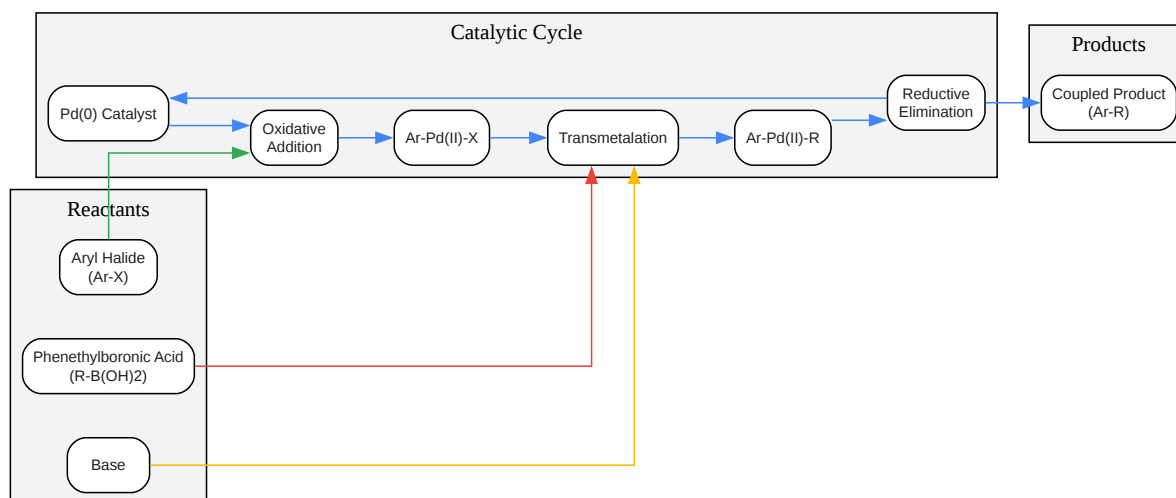 Catalytic Cycle
Pd(0) Catalyst
Oxidative
Addition
Ar-Pd(II)-X
Transmetalation
Ar-Pd(II)-R
Reductive
Elimination
Products
Coupled Product
(Ar-R)
Reactants
Aryl Halide
(Ar-X)
Phenethylboronic Acid
(R-B(OH)2)
Base